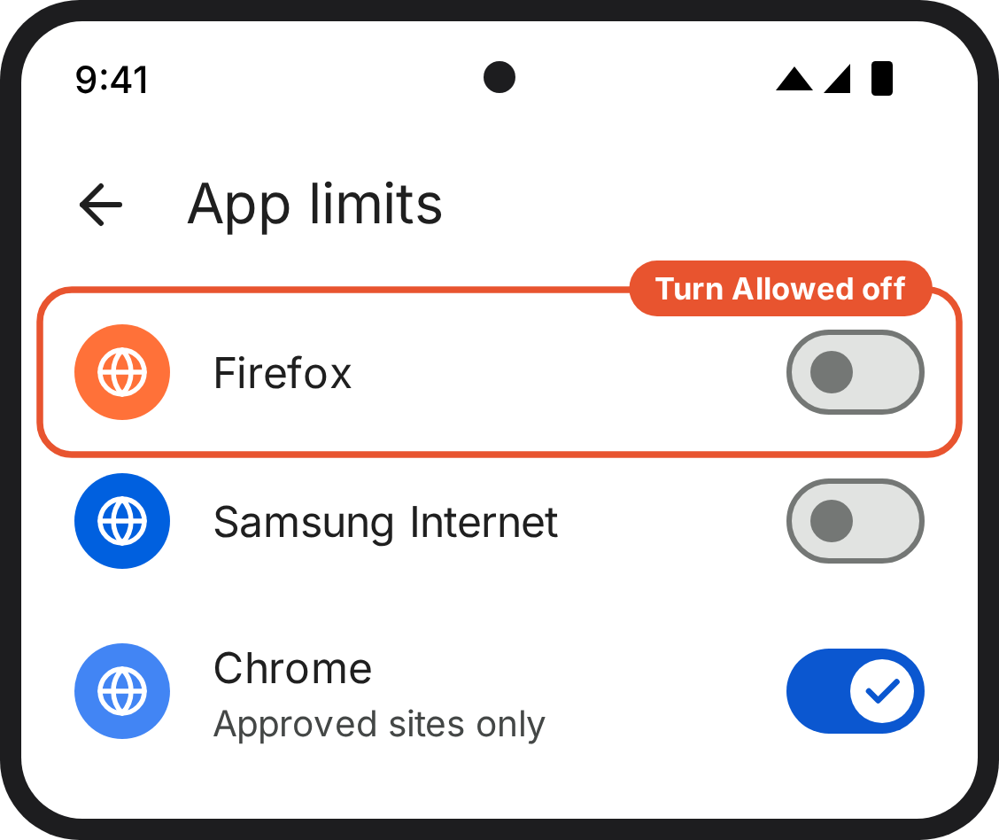 9:41
App limits
Turn Allowed off
Firefox
Samsung Internet
Chrome
Approved sites only